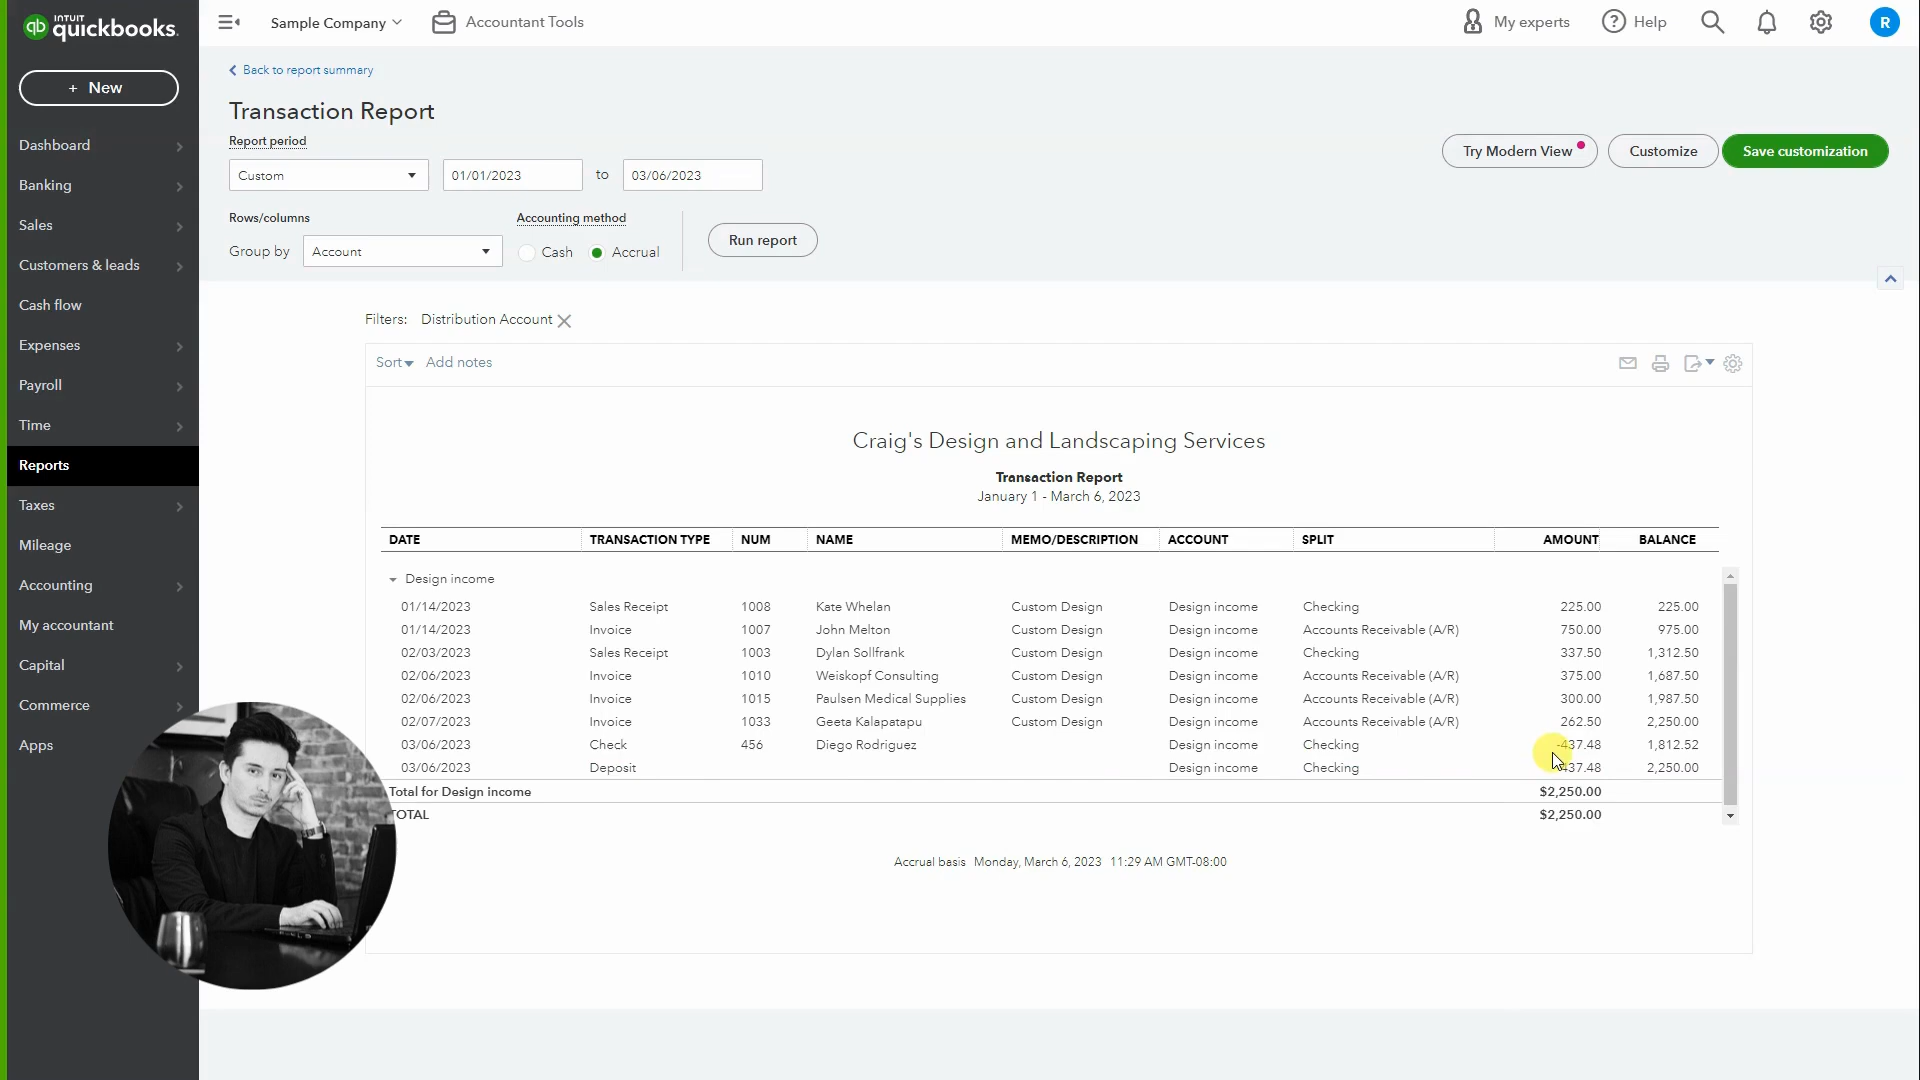 INTUIT
qb quickbooks.
Sample Company
Accountant Tools
My experts
Help
R
+ New
Back to report summary
Transaction Report
Report period
Custom
01/01/2023
to
03/06/2023
Try Modern View
Customize
Save customization
Rows/columns
Accounting method
Group by
Account
Cash
Accrual
Run report
Dashboard
Banking
Sales
Customers & leads
Cash flow
Expenses
Payroll
Time
Reports
Taxes
Mileage
Accounting
My accountant
Capital
Commerce
Apps
Filters: Distribution Account
Sort Add notes
Craig's Design and Landscaping Services
Transaction Report
January 1 - March 6, 2023
DATE TRANSACTION TYPE NUM NAME MEMO/DESCRIPTION ACCOUNT SPLIT AMOUNT BALANCE
Design income
01/14/2023 Sales Receipt 1008 Kate Whelan Custom Design Design income Checking 225.00 225.00
01/14/2023 Invoice 1007 John Melton Custom Design Design income Accounts Receivable (A/R) 750.00 975.00
02/03/2023 Sales Receipt 1003 Dylan Sollfrank Custom Design Design income Checking 337.50 1,312.50
02/06/2023 Invoice 1010 Weiskopf Consulting Custom Design Design income Accounts Receivable (A/R) 375.00 1,687.50
02/06/2023 Invoice 1015 Paulsen Medical Supplies Custom Design Design income Accounts Receivable (A/R) 300.00 1,987.50
02/07/2023 Invoice 1033 Geeta Kalapatapu Custom Design Design income Accounts Receivable (A/R) 262.50 2,250.00
03/06/2023 Check 456 Diego Rodriguez Design income Checking -437.48 1,812.52
03/06/2023 Deposit Design income Checking 437.48 2,250.00
Total for Design income $2,250.00
TOTAL $2,250.00
Accrual basis Monday, March 6, 2023 11:29 AM GMT-08:00